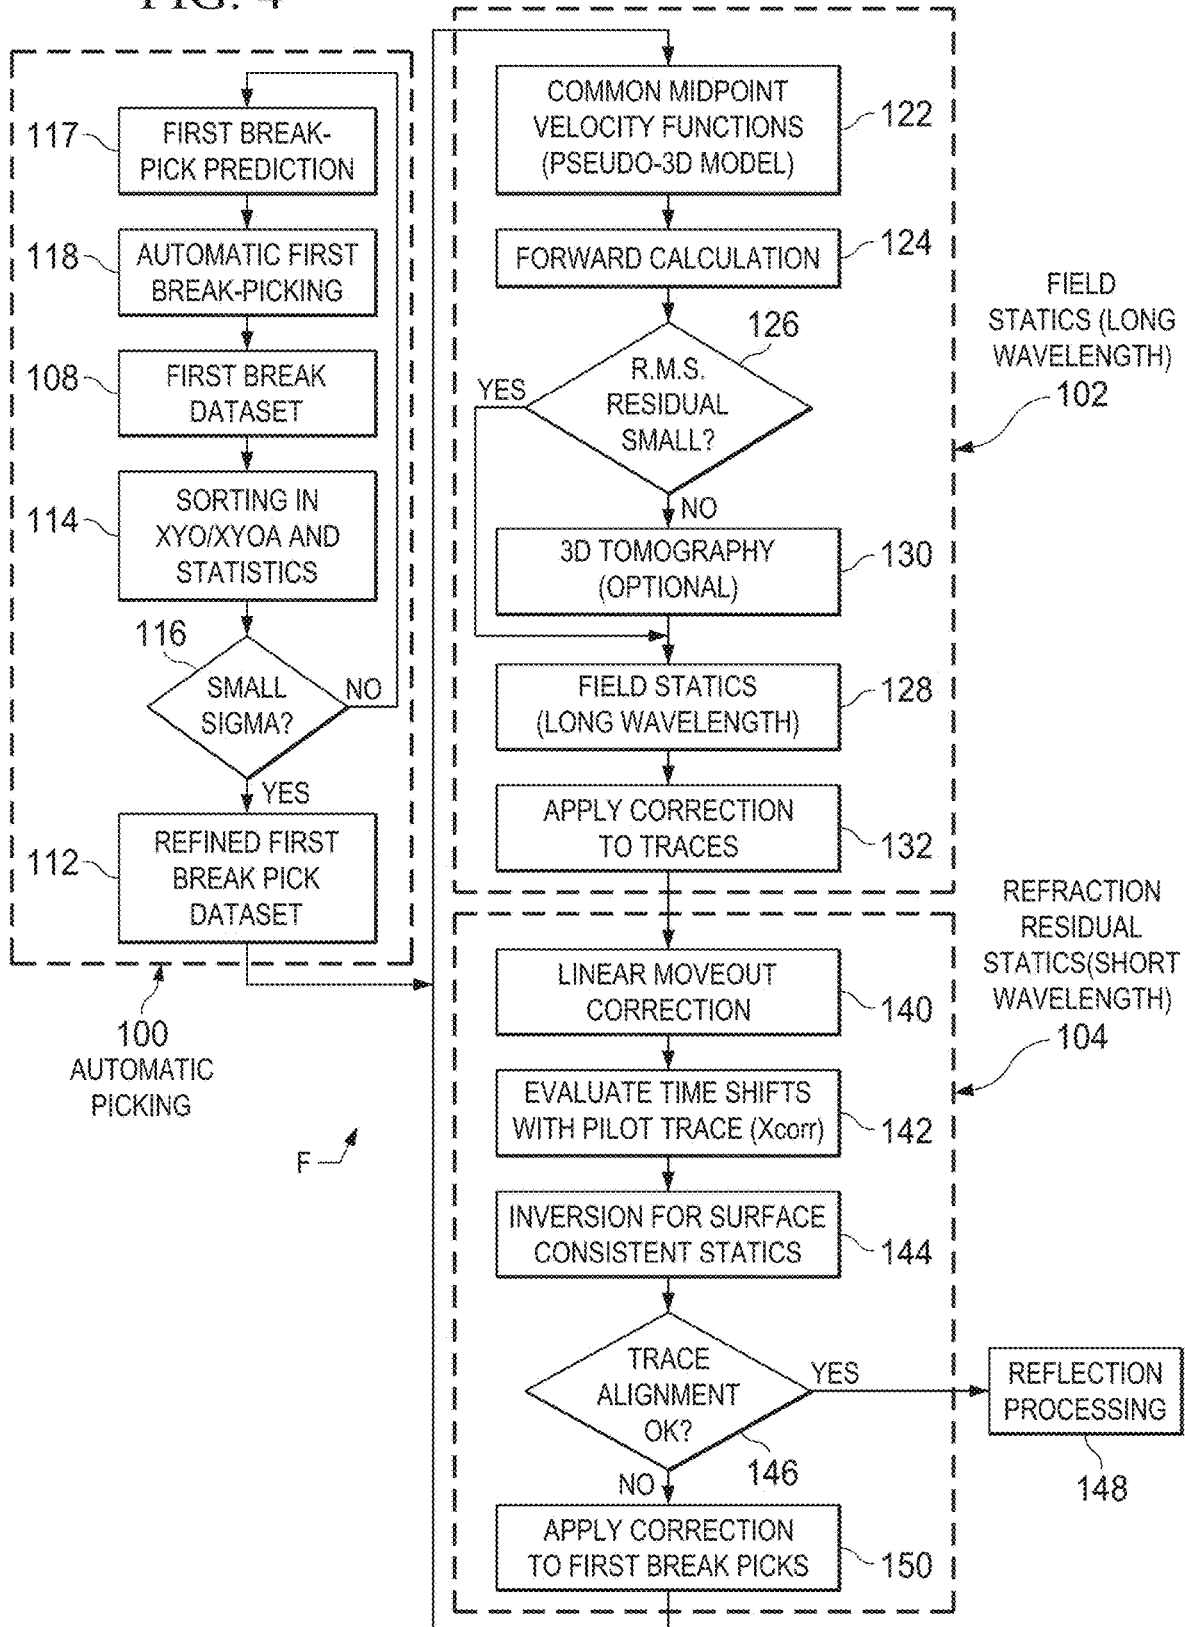 FIG. 4
117
FIRST BREAK-
PICK PREDICTION
118
AUTOMATIC FIRST
BREAK-PICKING
108
FIRST BREAK
DATASET
114
SORTING IN
XYO/XYOA AND
STATISTICS
116
SMALL
SIGMA?
NO
YES
112
REFINED FIRST
BREAK PICK
DATASET
100
AUTOMATIC
PICKING
F
COMMON MIDPOINT
VELOCITY FUNCTIONS
(PSEUDO-3D MODEL)
122
FORWARD CALCULATION
124
126
R.M.S.
RESIDUAL
SMALL?
YES
NO
3D TOMOGRAPHY
(OPTIONAL)
130
FIELD STATICS
(LONG WAVELENGTH)
128
APPLY CORRECTION
TO TRACES
132
FIELD
STATICS (LONG
WAVELENGTH)
102
LINEAR MOVEOUT
CORRECTION
140
EVALUATE TIME SHIFTS
WITH PILOT TRACE (Xcorr)
142
INVERSION FOR SURFACE
CONSISTENT STATICS
144
TRACE
ALIGNMENT
OK?
YES
146
NO
APPLY CORRECTION
TO FIRST BREAK PICKS
150
REFRACTION
RESIDUAL
STATICS(SHORT
WAVELENGTH)
104
REFLECTION
PROCESSING
148